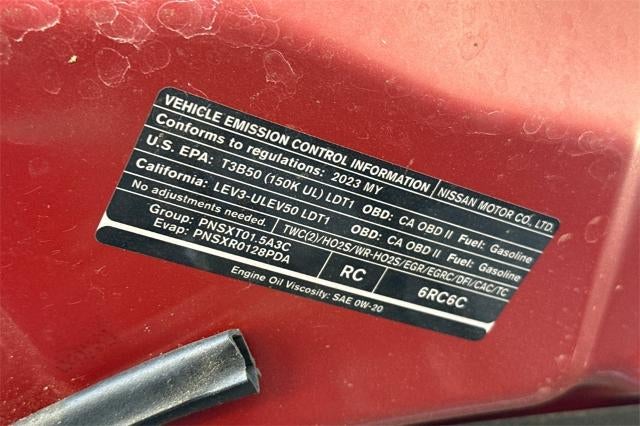 VEHICLE EMISSION CONTROL INFORMATION NISSAN MOTOR CO., LTD.
Conforms to regulations: 2023 MY
U.S. EPA: T3B50 (150K UL) LDT1 OBD: CA OBD II Fuel: Gasoline
California: LEV3-ULEV50 LDT1 OBD: CA OBD II Fuel: Gasoline
No adjustments needed. TWC(2)/HO2S/WR-HO2S/EGR/EGRC/DFI/CAC/TC
Group: PNSXT01.5A3C
Evap: PNSXR0128PDA
RC 6RC6C
Engine Oil Viscosity: SAE 0W-20